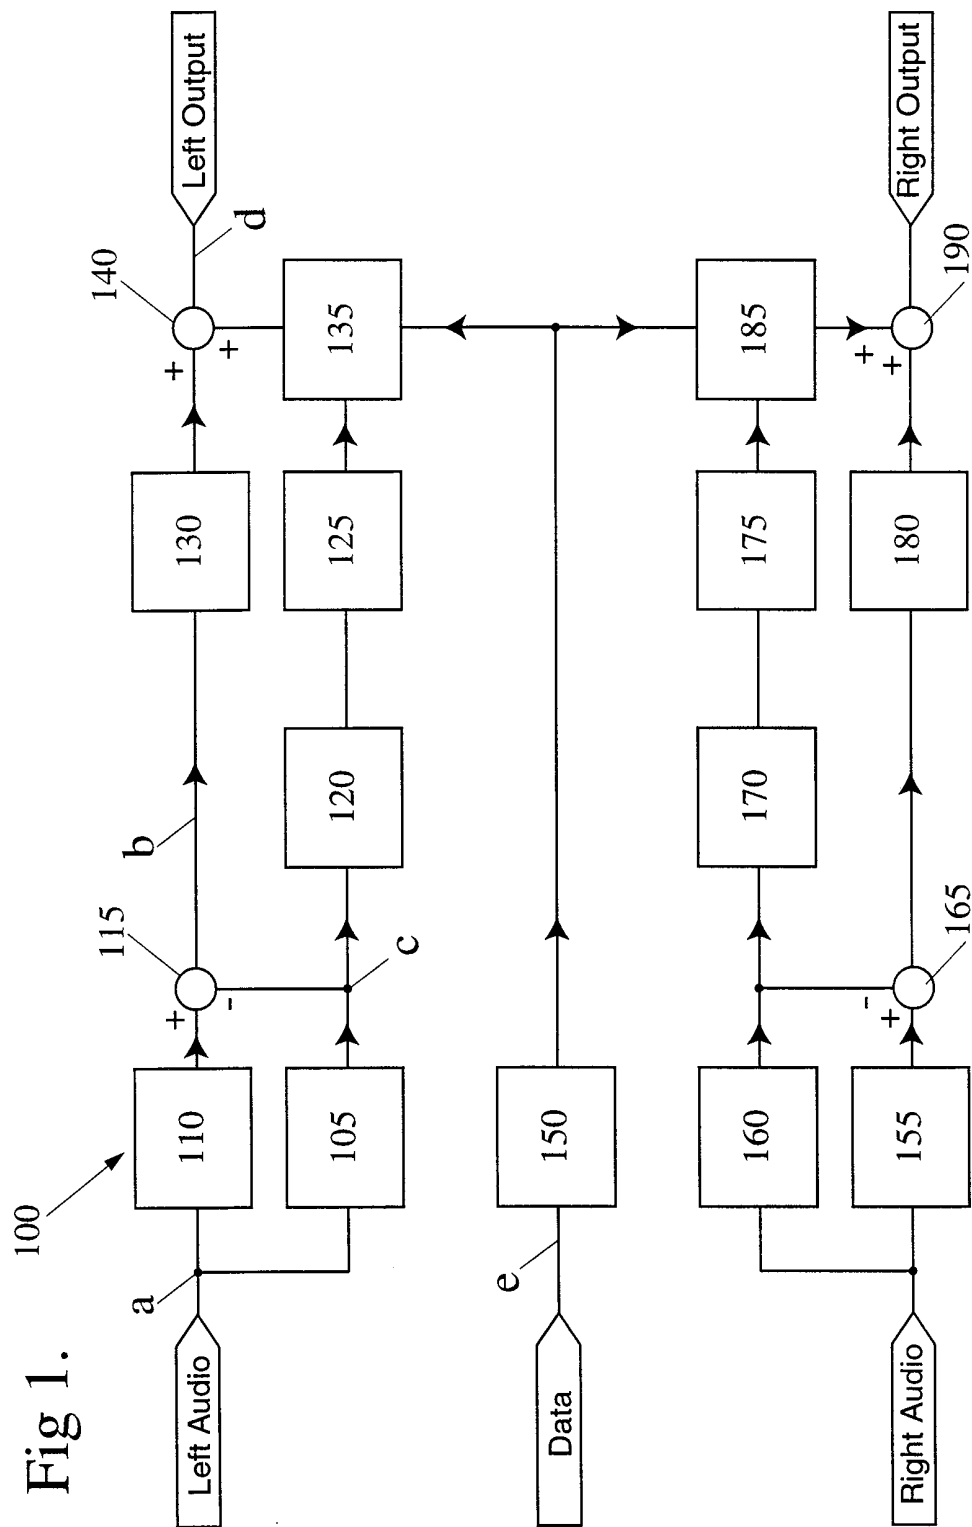 Fig 1.
100
Left Audio
a
110
105
+
-
115
c
b
120
130
125
+
+
140
135
d
Left Output
Data
e
150
Right Audio
160
155
-
+
165
170
175
180
185
+
+
190
Right Output